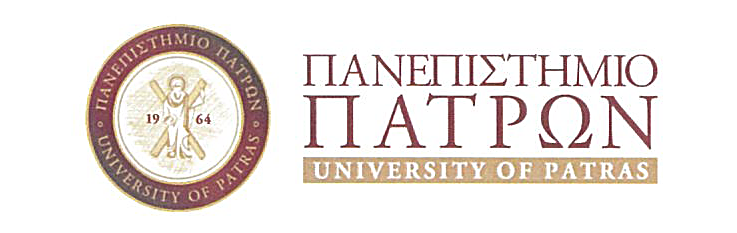 ΠΑΝΕΠΙΣΤΗΜΙΟ ΠΑΤΡΩΝ
19 64
UNIVERSITY OF PATRAS
ΠΑΝΕΠΙΣΤΗΜΙΟ
ΠΑΤΡΩΝ
UNIVERSITY OF PATRAS